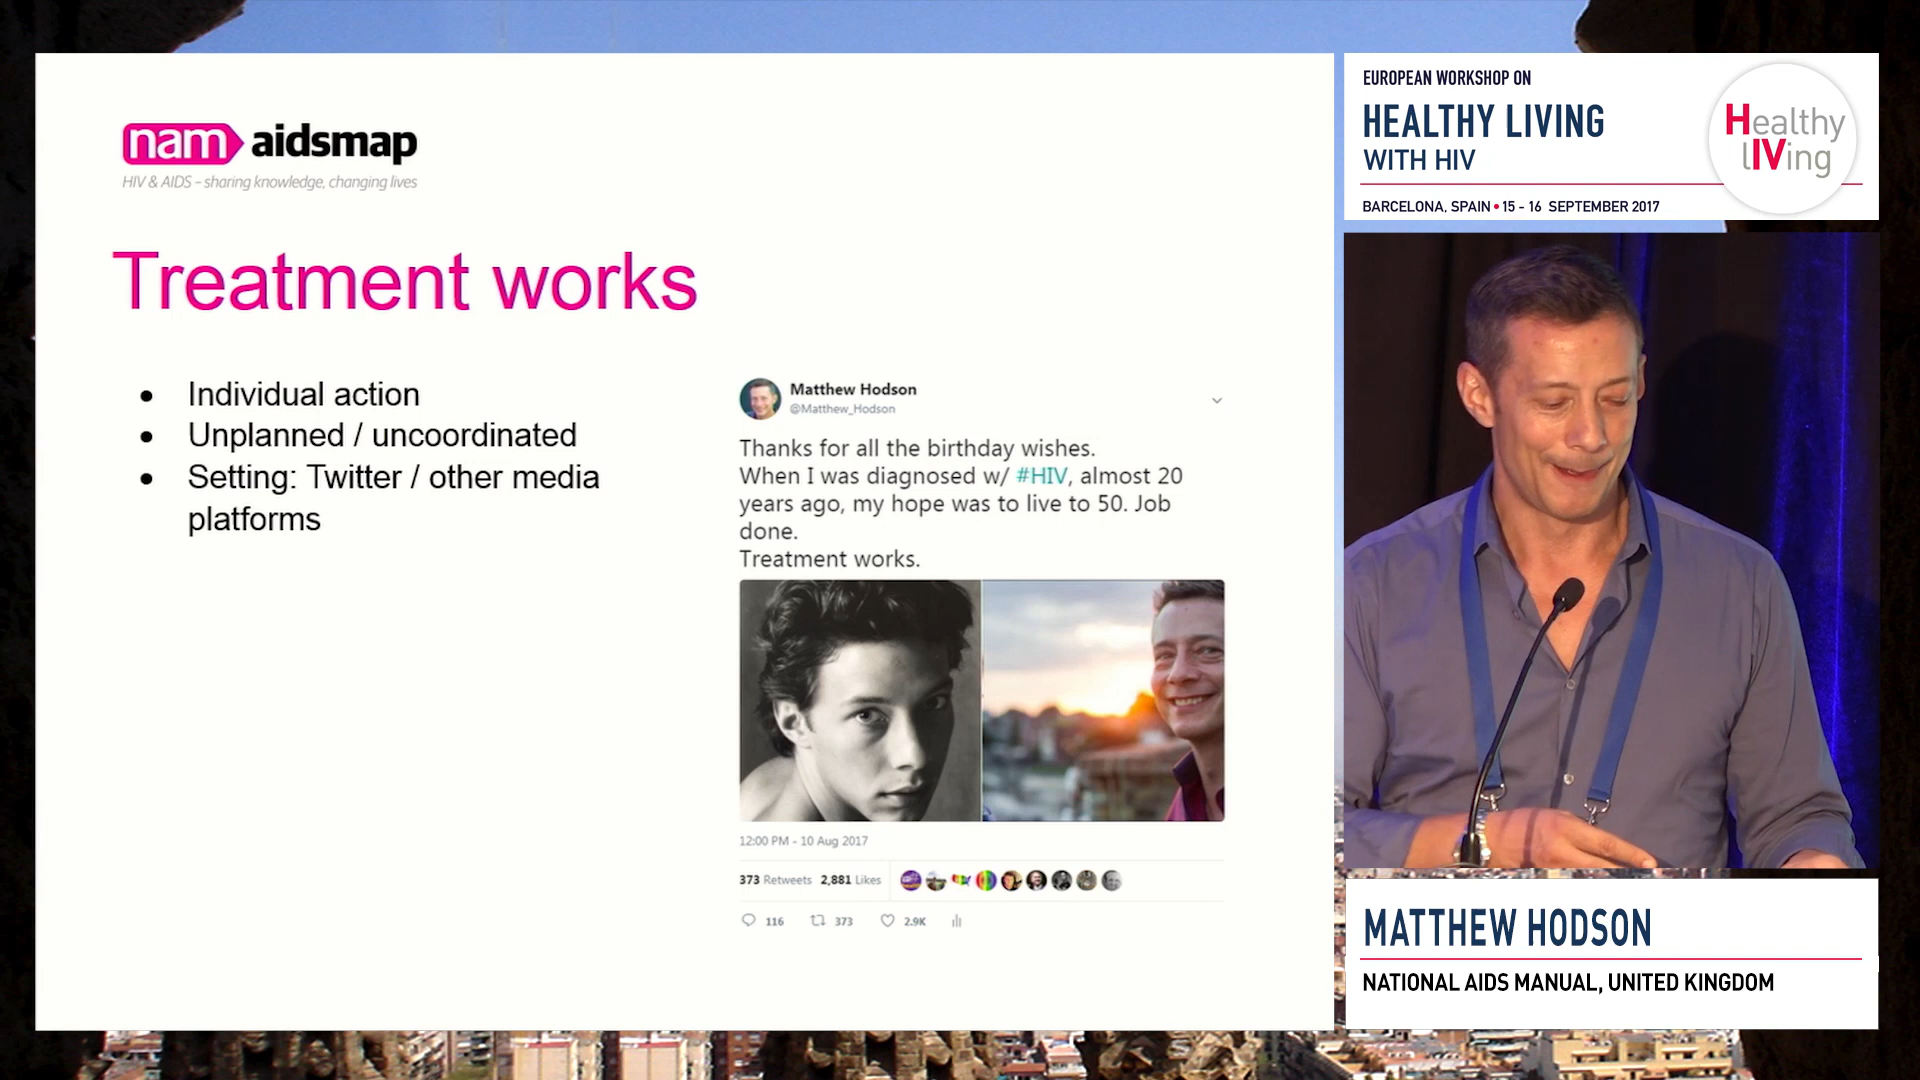 nam aidsmap
HIV & AIDS – sharing knowledge, changing lives
Treatment works
• Individual action
• Unplanned / uncoordinated
• Setting: Twitter / other media
platforms
Matthew Hodson
@Matthew_Hodson
Thanks for all the birthday wishes.
When I was diagnosed w/ #HIV, almost 20
years ago, my hope was to live to 50. Job
done.
Treatment works.
12:00 PM - 10 Aug 2017
373 Retweets 2,881 Likes
116 373 2.9K
EUROPEAN WORKSHOP ON
HEALTHY LIVING
WITH HIV
BARCELONA, SPAIN • 15 - 16 SEPTEMBER 2017
Healthy
lIVing
MATTHEW HODSON
NATIONAL AIDS MANUAL, UNITED KINGDOM